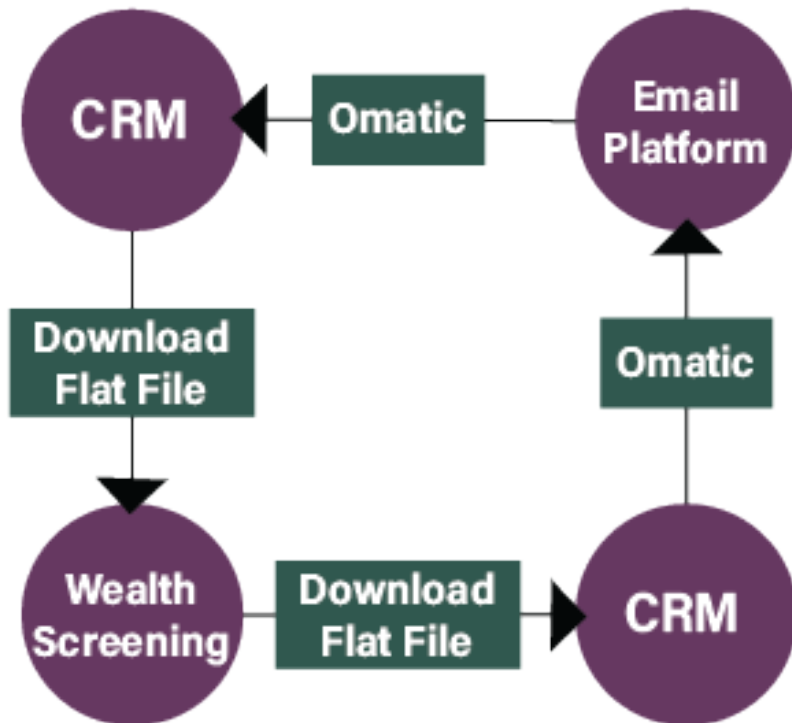 CRM
Omatic
Email
Platform
Download
Flat File
Omatic
Wealth
Screening
Download
Flat File
CRM